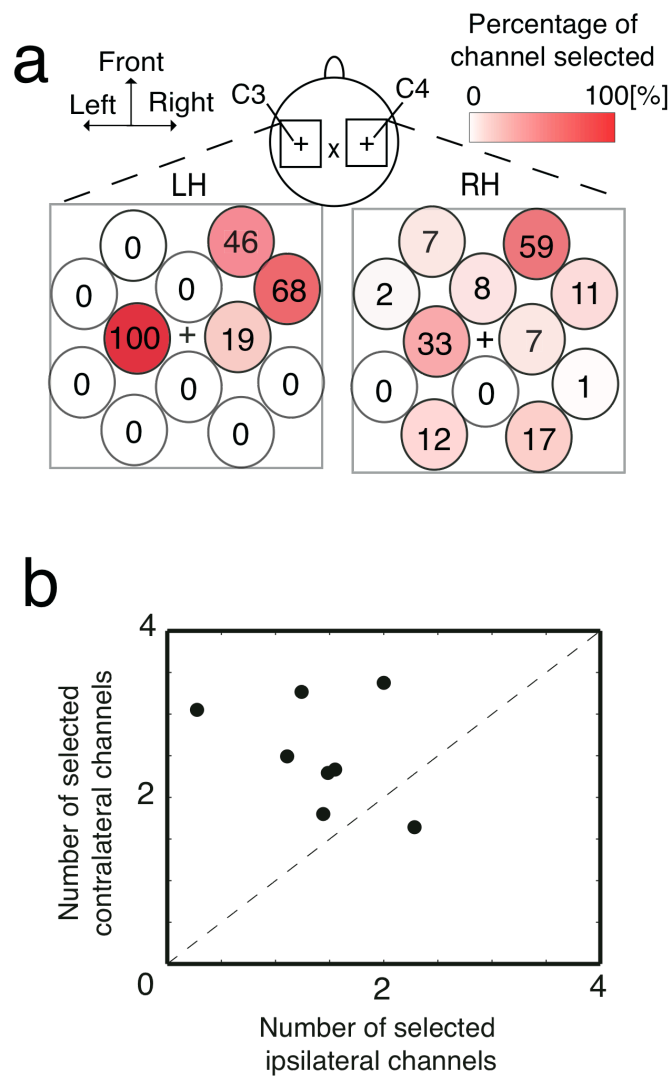 a
Percentage of
channel selected
0 100[%]
Front
Left Right
C3 C4
+ x +
LH RH
0 46 7 59
0 0 68 2 8 11
100 + 19 33 + 7
0 0 0 0 0 1
0 0 12 17
b
4
2
0
2 4
Number of selected
contralateral channels
Number of selected
ipsilateral channels